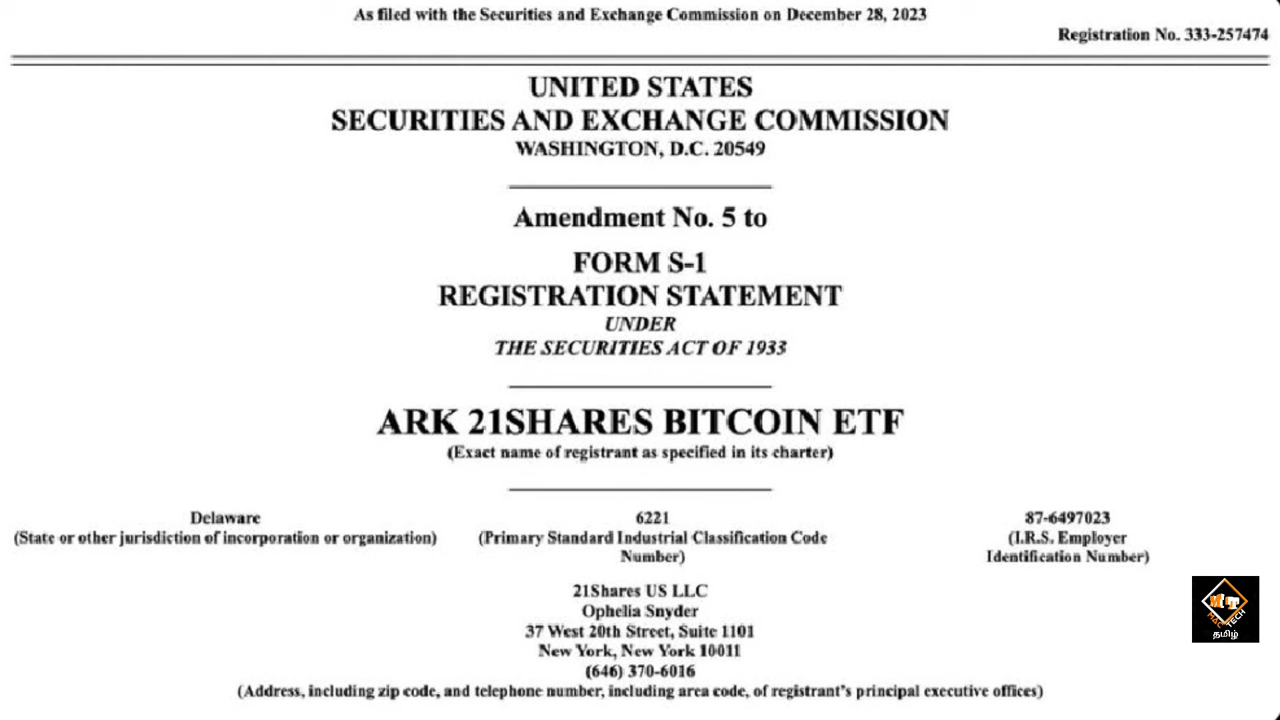 As filed with the Securities and Exchange Commission on December 28, 2023
Registration No. 333-257474
UNITED STATES
SECURITIES AND EXCHANGE COMMISSION
WASHINGTON, D.C. 20549
Amendment No. 5 to
FORM S-1
REGISTRATION STATEMENT
UNDER
THE SECURITIES ACT OF 1933
ARK 21SHARES BITCOIN ETF
(Exact name of registrant as specified in its charter)
Delaware 6221 87-6497023
(State or other jurisdiction of incorporation or organization) (Primary Standard Industrial Classification Code (I.R.S. Employer
Number) Identification Number)
21Shares US LLC
Ophelia Snyder
37 West 20th Street, Suite 1101
New York, New York 10011
(646) 370-6016
(Address, including zip code, and telephone number, including area code, of registrant's principal executive offices)
MT
TECH
தமிழ்